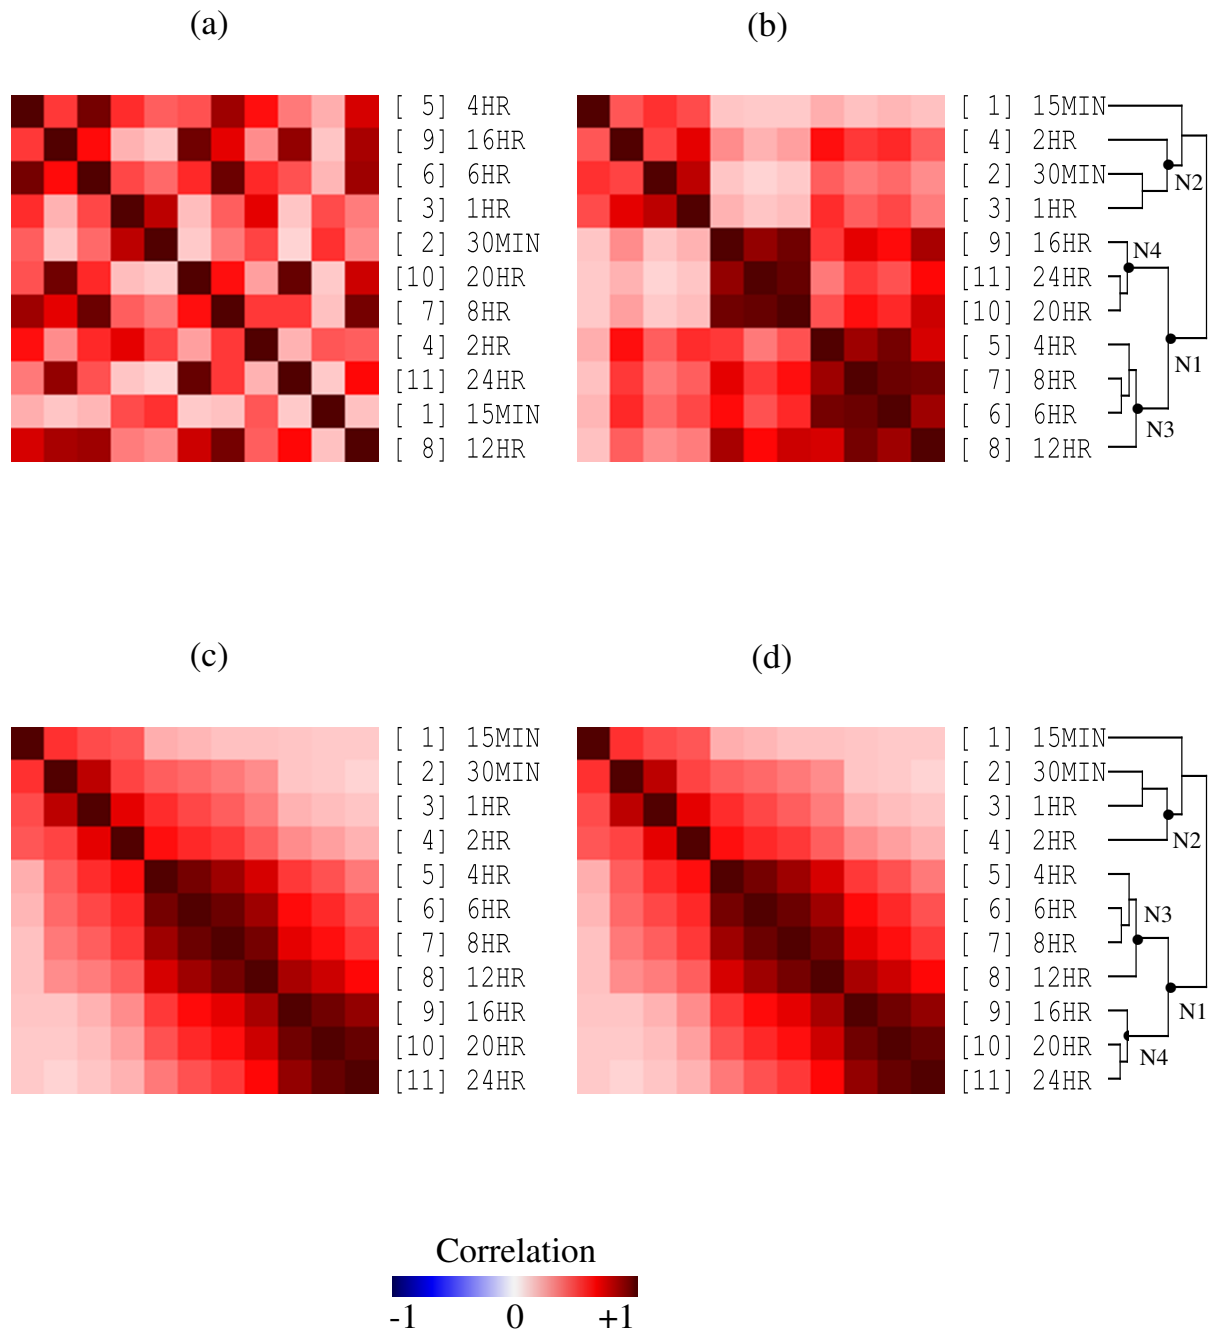 (a)
(b)
[ 5] 4HR
[ 9] 16HR
[ 6] 6HR
[ 3] 1HR
[ 2] 30MIN
[10] 20HR
[ 7] 8HR
[ 4] 2HR
[11] 24HR
[ 1] 15MIN
[ 8] 12HR
[ 1] 15MIN
[ 4] 2HR
[ 2] 30MIN
[ 3] 1HR
[ 9] 16HR
[11] 24HR
[10] 20HR
[ 5] 4HR
[ 7] 8HR
[ 6] 6HR
[ 8] 12HR
N2
N4
N1
N3
(c)
(d)
[ 1] 15MIN
[ 2] 30MIN
[ 3] 1HR
[ 4] 2HR
[ 5] 4HR
[ 6] 6HR
[ 7] 8HR
[ 8] 12HR
[ 9] 16HR
[10] 20HR
[11] 24HR
[ 1] 15MIN
[ 2] 30MIN
[ 3] 1HR
[ 4] 2HR
[ 5] 4HR
[ 6] 6HR
[ 7] 8HR
[ 8] 12HR
[ 9] 16HR
[10] 20HR
[11] 24HR
N2
N3
N1
N4
Correlation
-1 0 +1